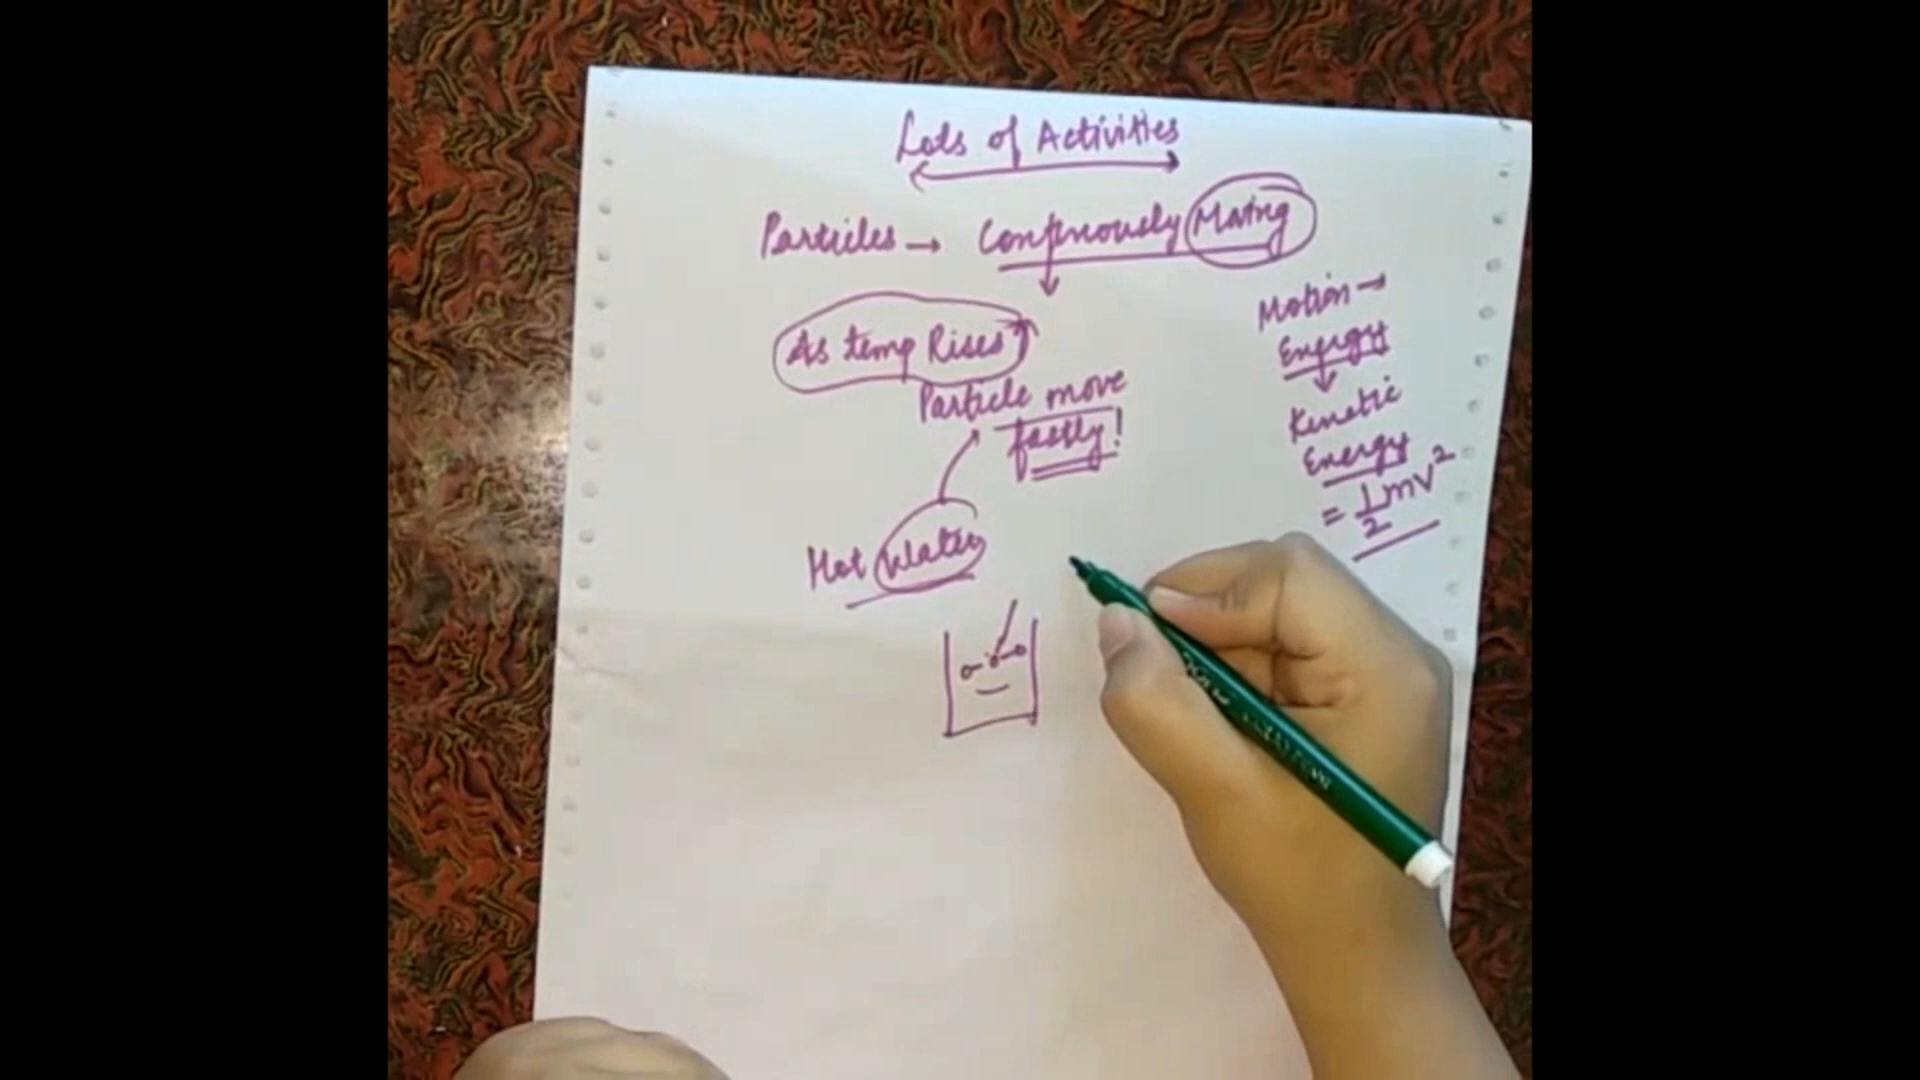 Lots of Activities
Particles → Continuously Moving
As temp Rises ↑
Particle move
fastly!
Hot Water
Motion →
Energy
Kinetic
Energy
= 1/2 mv²